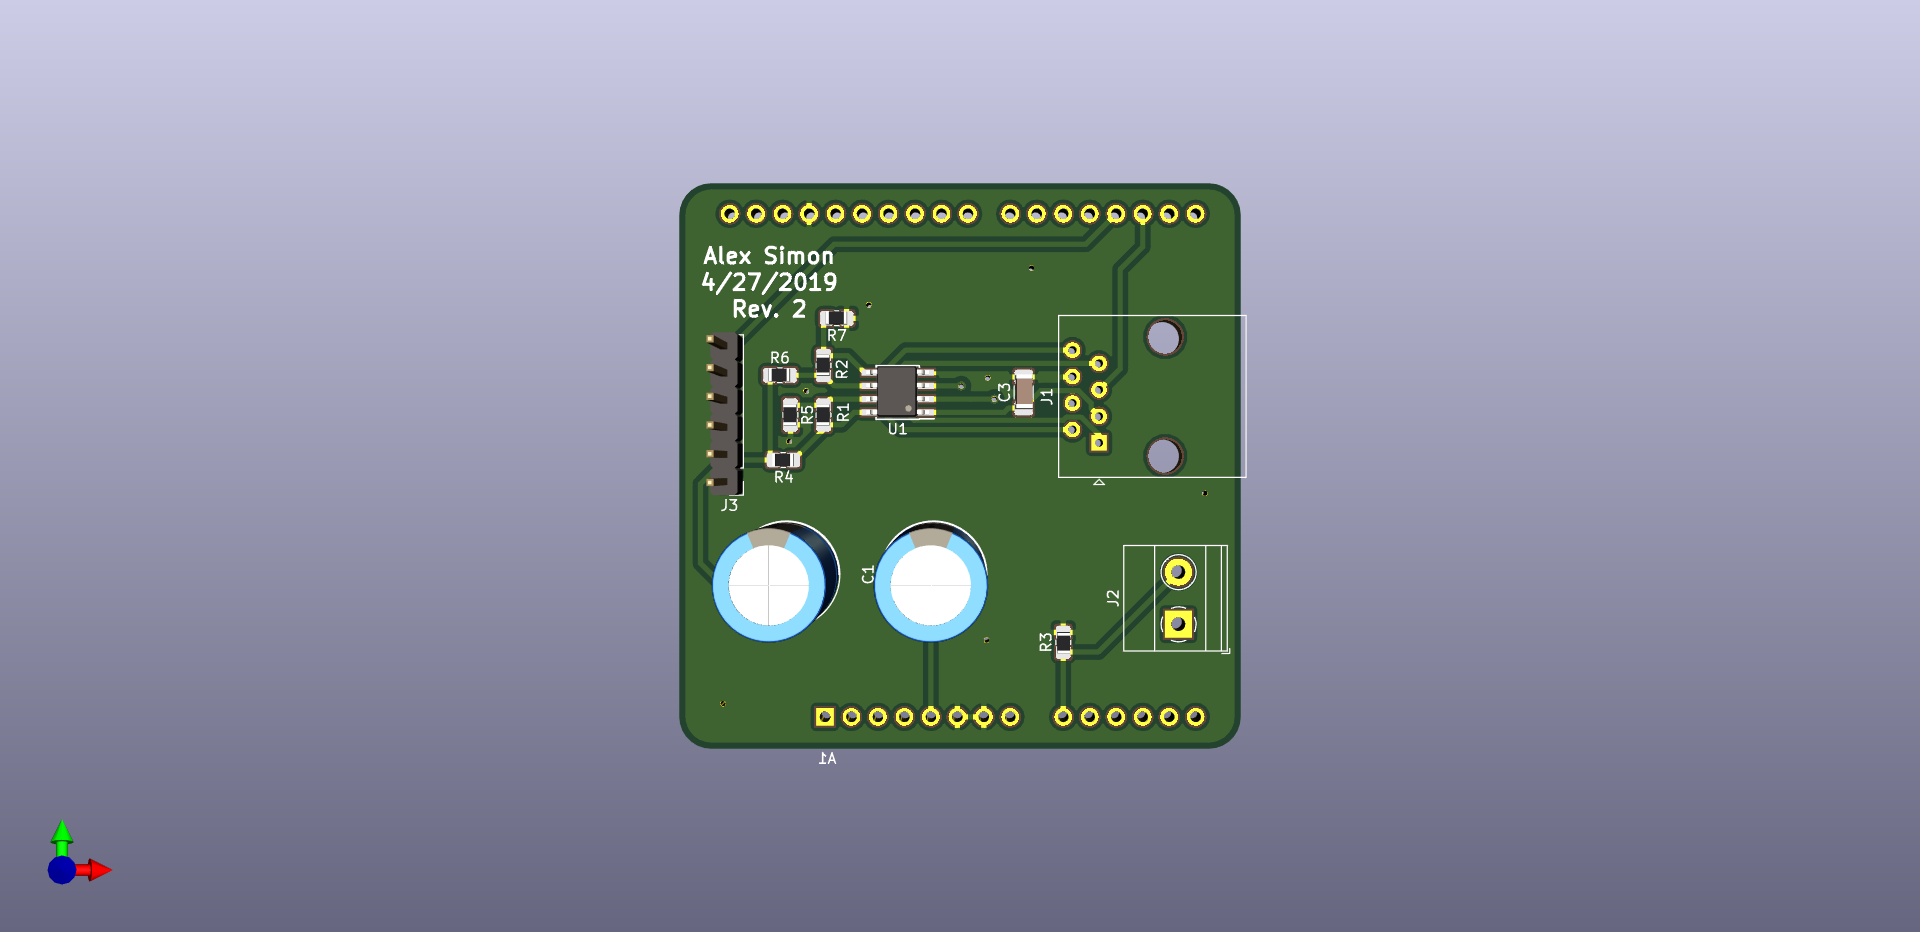 Alex Simon
4/27/2019
Rev. 2
R7
R6
R2
C3
J1
R5
R1
U1
R4
J3
C1
J2
R3
A1